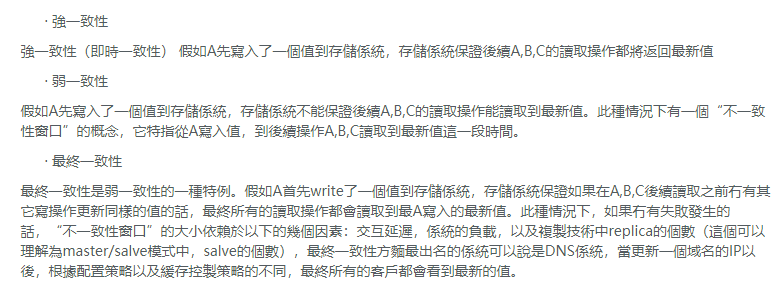 · 強一致性
強一致性（即時一致性） 假如A先寫入了一個值到存儲係統，存儲係統保證後續A,B,C的讀取操作都將返回最新值
· 弱一致性
假如A先寫入了一個值到存儲係統，存儲係統不能保證後續A,B,C的讀取操作能讀取到最新值。此種情況下有一個“不一致
性窗口”的概念，它特指從A寫入值，到後續操作A,B,C讀取到最新值這一段時間。
· 最終一致性
最終一致性是弱一致性的一種特例。假如A首先write了一個值到存儲係統，存儲係統保證如果在A,B,C後續讀取之前冇有其
它寫操作更新同樣的值的話，最終所有的讀取操作都會讀取到最A寫入的最新值。此種情況下，如果冇有失敗發生的
話，“不一致性窗口”的大小依賴於以下的幾個因素：交互延遲，係統的負載，以及複製技術中replica的個數（這個可以
理解為master/salve模式中，salve的個數），最終一致性方麵最出名的係統可以說是DNS係統，當更新一個域名的IP以
後，根據配置策略以及緩存控製策略的不同，最終所有的客戶都會看到最新的值。